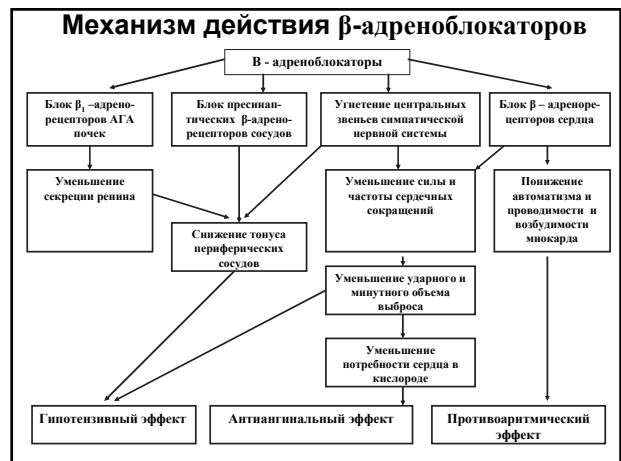 Механизм действия β-адреноблокаторов
В - адреноблокаторы
Блок β1 –адрено-
рецепторов АГА
почек
Блок пресинап-
тических β-адрено-
рецепторов сосудов
Угнетение центральных
звеньев симпатической
нервной системы
Блок β – адреноре-
цепторов сердца
Уменьшение
секреции ренина
Снижение тонуса
периферических
сосудов
Уменьшение силы и
частоты сердечных
сокращений
Понижение
автоматизма и
проводимости и
возбудимости
миокарда
Уменьшение ударного и
минутного объема
выброса
Уменьшение
потребности сердца в
кислороде
Гипотензивный эффект
Антиангинальный эффект
Противоаритмический
эффект